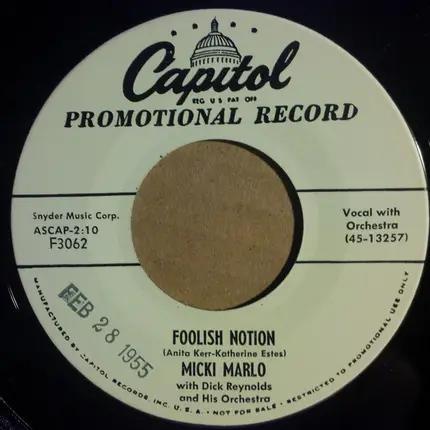 Capitol
REG. U.S. PAT. OFF.
PROMOTIONAL RECORD
Snyder Music Corp.
ASCAP-2:10
F3062
Vocal with
Orchestra
(45-13257)
FEB 28 1955
FOOLISH NOTION
(Anita Kerr-Katherine Estes)
MICKI MARLO
with Dick Reynolds
and His Orchestra
MANUFACTURED BY CAPITOL RECORDS, INC. U. S. A. • NOT FOR SALE • RESTRICTED TO PROMOTIONAL USE ONLY